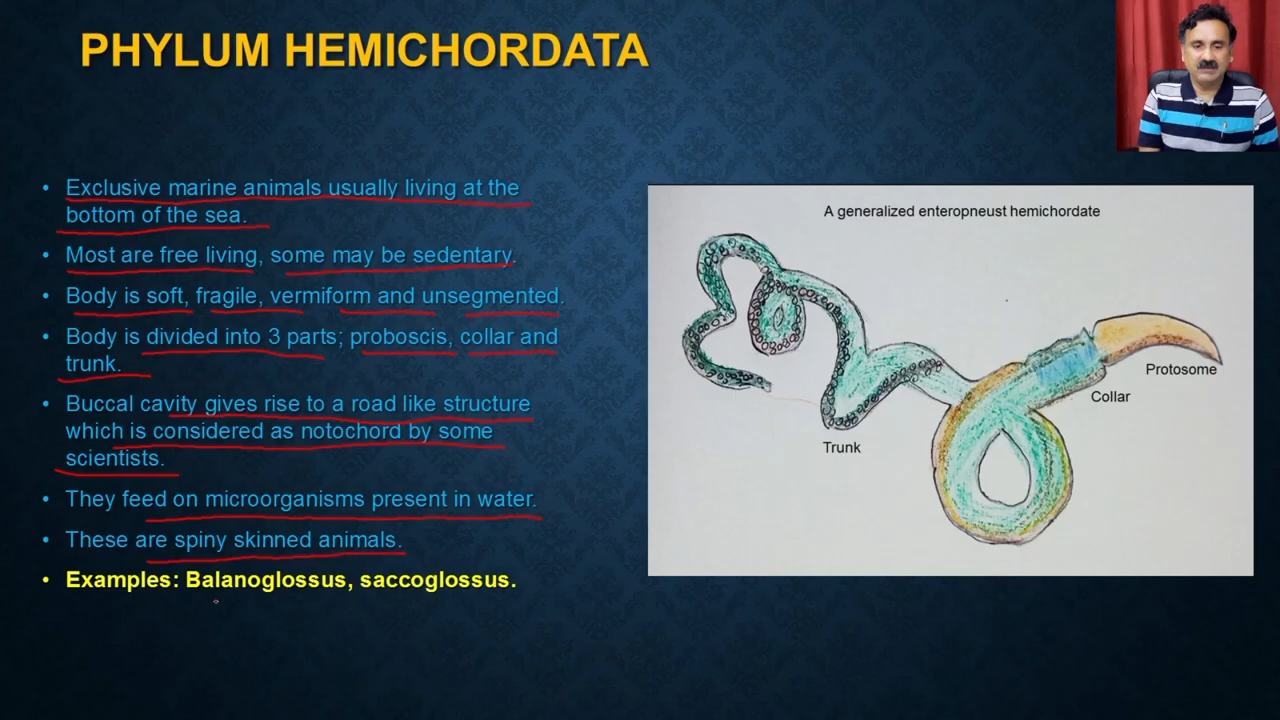 PHYLUM HEMICHORDATA
• Exclusive marine animals usually living at the
bottom of the sea.
• Most are free living, some may be sedentary.
• Body is soft, fragile, vermiform and unsegmented.
• Body is divided into 3 parts; proboscis, collar and
trunk.
• Buccal cavity gives rise to a road like structure
which is considered as notochord by some
scientists.
• They feed on microorganisms present in water.
• These are spiny skinned animals.
• Examples: Balanoglossus, saccoglossus.
A generalized enteropneust hemichordate
Protosome
Collar
Trunk